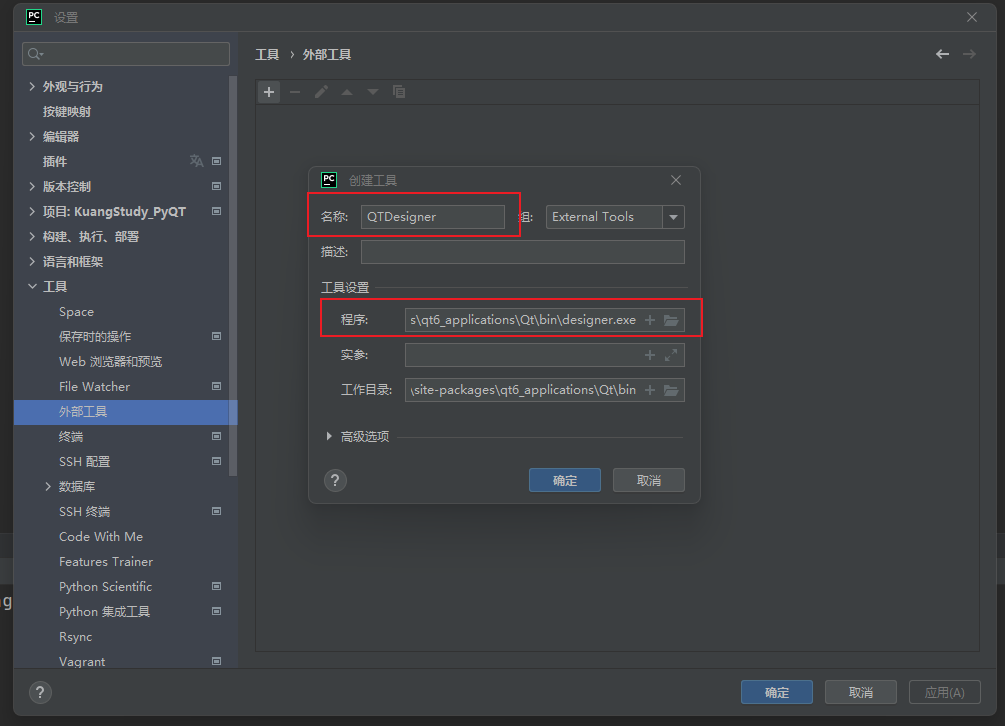 PC 设置
工具 › 外部工具
外观与行为
按键映射
编辑器
插件
版本控制
项目: KuangStudy_PyQT
构建、执行、部署
语言和框架
工具
Space
保存时的操作
Web 浏览器和预览
File Watcher
外部工具
终端
SSH 配置
数据库
SSH 终端
Code With Me
Features Trainer
Python Scientific
Python 集成工具
Rsync
Vagrant
PC 创建工具
名称: QTDesigner 组: External Tools
描述:
工具设置
程序: s\qt6_applications\Qt\bin\designer.exe
实参:
工作目录: \site-packages\qt6_applications\Qt\bin
高级选项
? 确定 取消
g
? 确定 取消 应用(A)